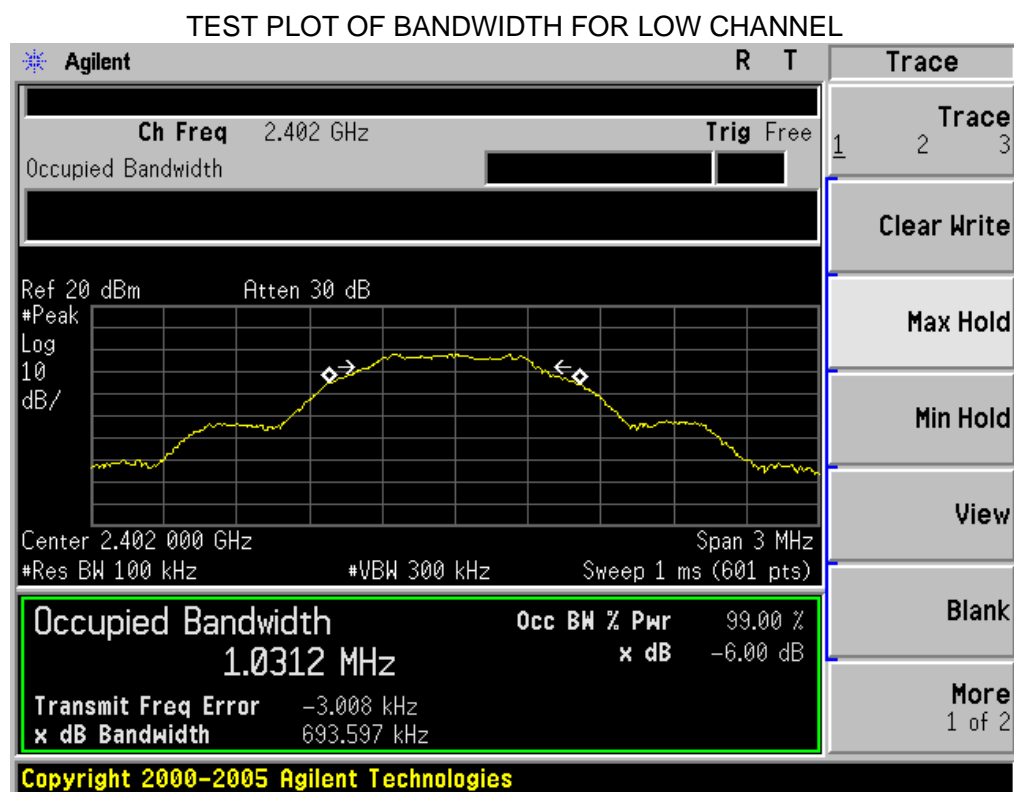 TEST PLOT OF BANDWIDTH FOR LOW CHANNEL
Agilent R T Trace
Ch Freq 2.402 GHz Trig Free
Occupied Bandwidth
Trace
1 2 3
Clear Write
Ref 20 dBm Atten 30 dB
#Peak
Log
10
dB/
Max Hold
Min Hold
View
Center 2.402 000 GHz Span 3 MHz
#Res BW 100 kHz #VBW 300 kHz Sweep 1 ms (601 pts)
Occupied Bandwidth Occ BW % Pwr 99.00 %
1.0312 MHz x dB -6.00 dB
Transmit Freq Error -3.008 kHz
x dB Bandwidth 693.597 kHz
Blank
More
1 of 2
Copyright 2000-2005 Agilent Technologies